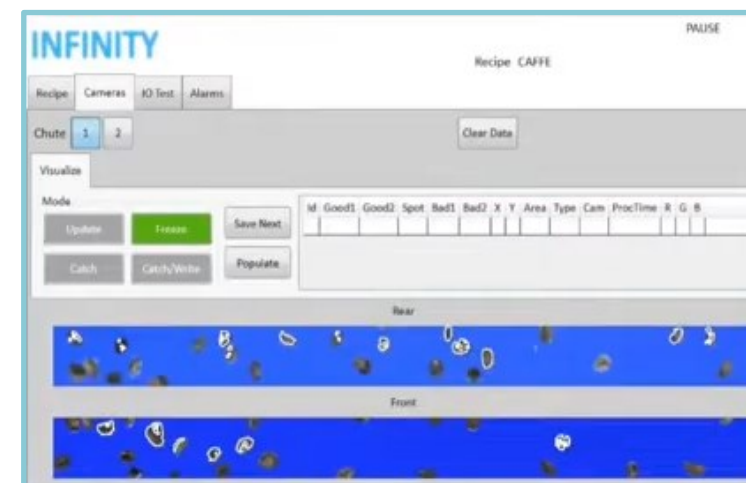 PAUSE
INFINITY
Recipe CAFFE
Recipe Cameras IO Test Alarms
Chute 1 2 Clear Data
Visualize
Mode
Update Freeze Save Next
Id Good1 Good2 Spot Bad1 Bad2 X Y Area Type Cam ProcTime R G B
Catch Catch/Write Populate
Rear
Front